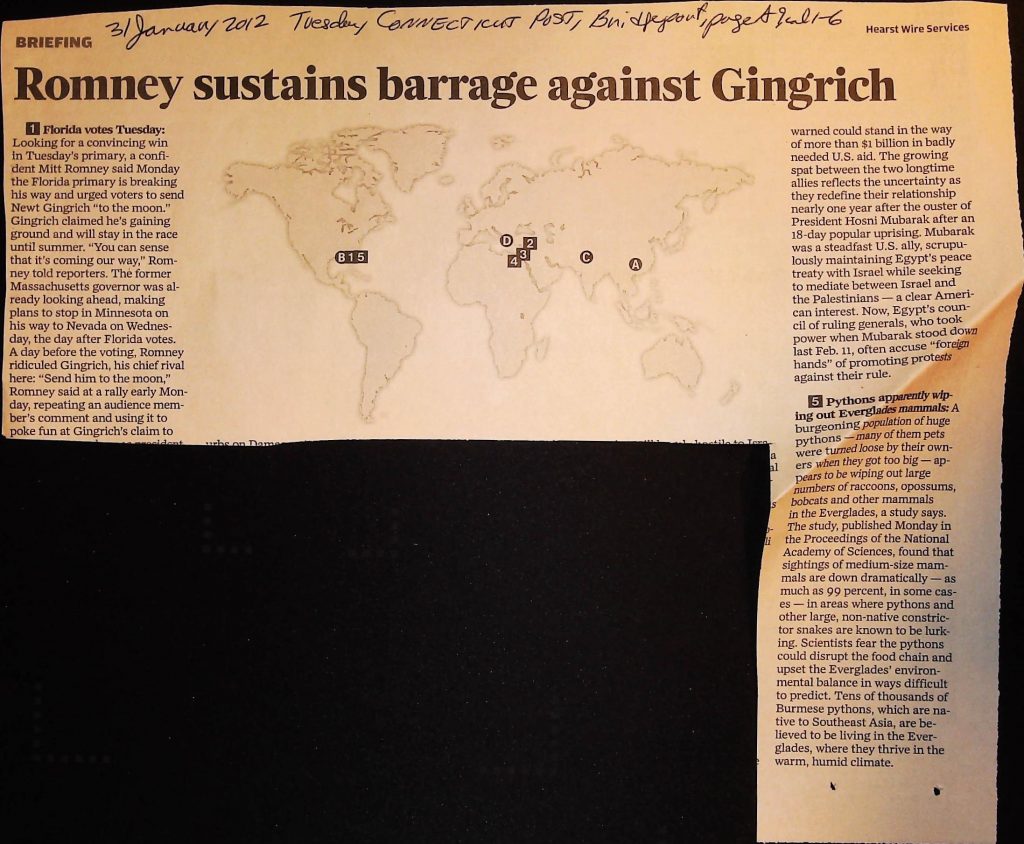 31 January 2012 Tuesday CONNECTICUT POST, Bridgeport, page A
BRIEFING
Hearst Wire Services
Romney sustains barrage against Gingrich
1 Florida votes Tuesday:
Looking for a convincing win
in Tuesday's primary, a confi-
dent Mitt Romney said Monday
the Florida primary is breaking
his way and urged voters to send
Newt Gingrich "to the moon."
Gingrich claimed he's gaining
ground and will stay in the race
until summer. "You can sense
that it's coming our way," Rom-
ney told reporters. The former
Massachusetts governor was al-
ready looking ahead, making
plans to stop in Minnesota on
his way to Nevada on Wednes-
day, the day after Florida votes.
A day before the voting, Romney
ridiculed Gingrich, his chief rival
here: "Send him to the moon,"
Romney said at a rally early Mon-
day, repeating an audience mem-
ber's comment and using it to
poke fun at Gingrich's claim to
B 1 5
D
2
3
4
C
A
urbs on
warned could stand in the way
of more than $1 billion in badly
needed U.S. aid. The growing
spat between the two longtime
allies reflects the uncertainty as
they redefine their relationship
nearly one year after the ouster of
President Hosni Mubarak after an
18-day popular uprising. Mubarak
was a steadfast U.S. ally, scrupu-
lously maintaining Egypt's peace
treaty with Israel while seeking
to mediate between Israel and
the Palestinians — a clear Ameri-
can interest. Now, Egypt's coun-
cil of ruling generals, who took
power when Mubarak stood down
last Feb. 11, often accuse "foreign
hands" of promoting protests
against their rule.
5 Pythons apparently wip-
ing out Everglades mammals: A
burgeoning population of huge
pythons — many of them pets
were turned loose by their own-
ers when they got too big — ap-
pears to be wiping out large
numbers of raccoons, opossums,
bobcats and other mammals
in the Everglades, a study says.
The study, published Monday in
the Proceedings of the National
Academy of Sciences, found that
sightings of medium-size mam-
mals are down dramatically — as
much as 99 percent, in some cas-
es — in areas where pythons and
other large, non-native constric-
tor snakes are known to be lurk-
ing. Scientists fear the pythons
could disrupt the food chain and
upset the Everglades' environ-
mental balance in ways difficult
to predict. Tens of thousands of
Burmese pythons, which are na-
tive to Southeast Asia, are be-
lieved to be living in the Ever-
glades, where they thrive in the
warm, humid climate.